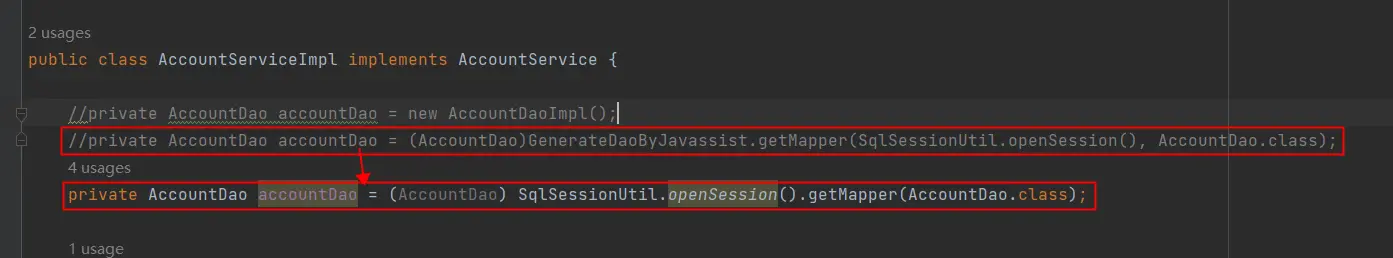 2 usages
public class AccountServiceImpl implements AccountService {
//private AccountDao accountDao = new AccountDaoImpl();
//private AccountDao accountDao = (AccountDao)GenerateDaoByJavassist.getMapper(SqlSessionUtil.openSession(), AccountDao.class);
4 usages
private AccountDao accountDao = (AccountDao) SqlSessionUtil.openSession().getMapper(AccountDao.class);
1 usage